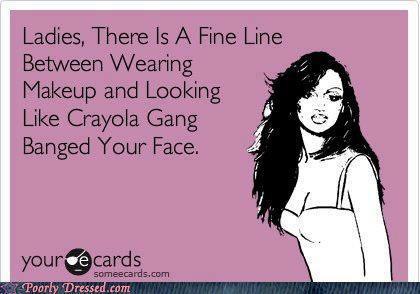 Ladies, There Is A Fine Line
Between Wearing
Makeup and Looking
Like Crayola Gang
Banged Your Face.
your e cards
someecards.com
Poorly Dressed.com